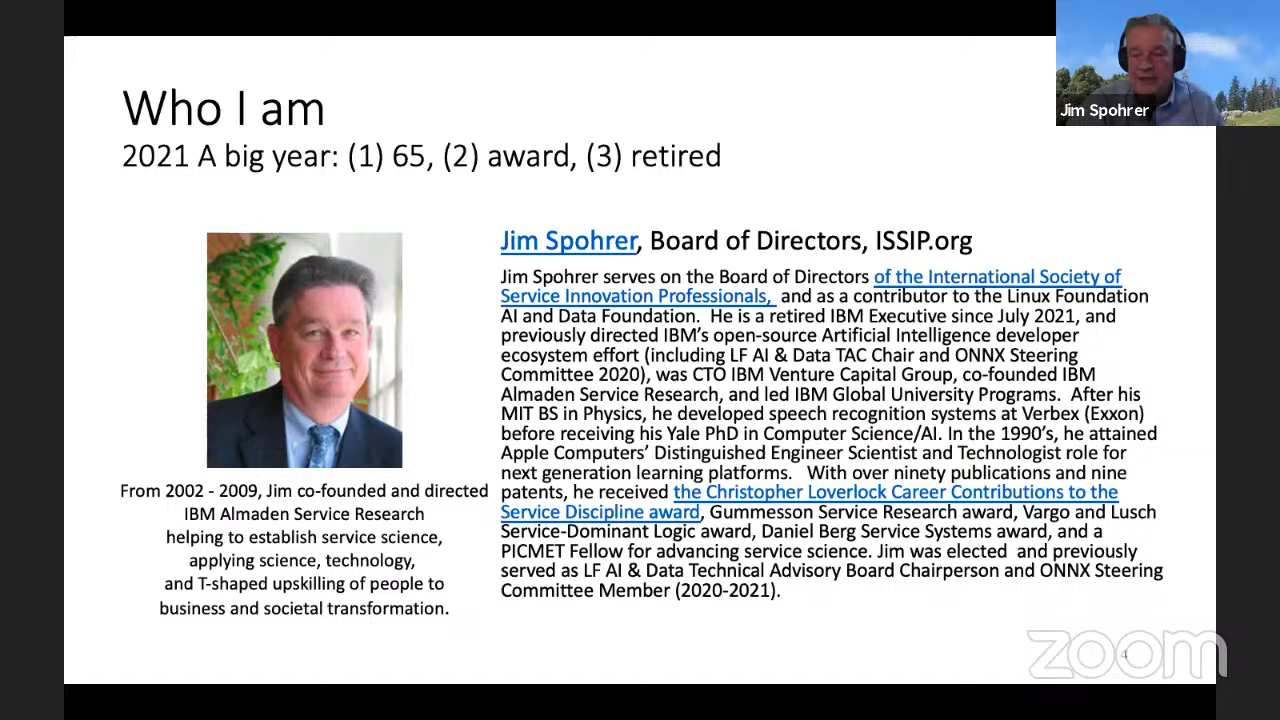 Who I am
2021 A big year: (1) 65, (2) award, (3) retired
Jim Spohrer
Jim Spohrer, Board of Directors, ISSIP.org
Jim Spohrer serves on the Board of Directors of the International Society of
Service Innovation Professionals, and as a contributor to the Linux Foundation
AI and Data Foundation. He is a retired IBM Executive since July 2021, and
previously directed IBM's open-source Artificial Intelligence developer
ecosystem effort (including LF AI & Data TAC Chair and ONNX Steering
Committee 2020), was CTO IBM Venture Capital Group, co-founded IBM
Almaden Service Research, and led IBM Global University Programs. After his
MIT BS in Physics, he developed speech recognition systems at Verbex (Exxon)
before receiving his Yale PhD in Computer Science/AI. In the 1990's, he attained
Apple Computers' Distinguished Engineer Scientist and Technologist role for
next generation learning platforms. With over ninety publications and nine
patents, he received the Christopher Loverlock Career Contributions to the
Service Discipline award, Gummesson Service Research award, Vargo and Lusch
Service-Dominant Logic award, Daniel Berg Service Systems award, and a
PICMET Fellow for advancing service science. Jim was elected and previously
served as LF AI & Data Technical Advisory Board Chairperson and ONNX Steering
Committee Member (2020-2021).
From 2002 - 2009, Jim co-founded and directed
IBM Almaden Service Research
helping to establish service science,
applying science, technology,
and T-shaped upskilling of people to
business and societal transformation.
4
zoom